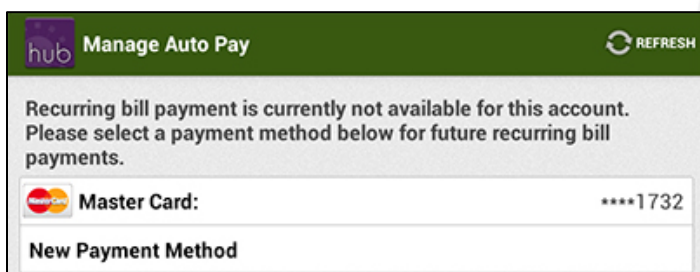 hub Manage Auto Pay REFRESH
Recurring bill payment is currently not available for this account.
Please select a payment method below for future recurring bill
payments.
MasterCard Master Card: ****1732
New Payment Method